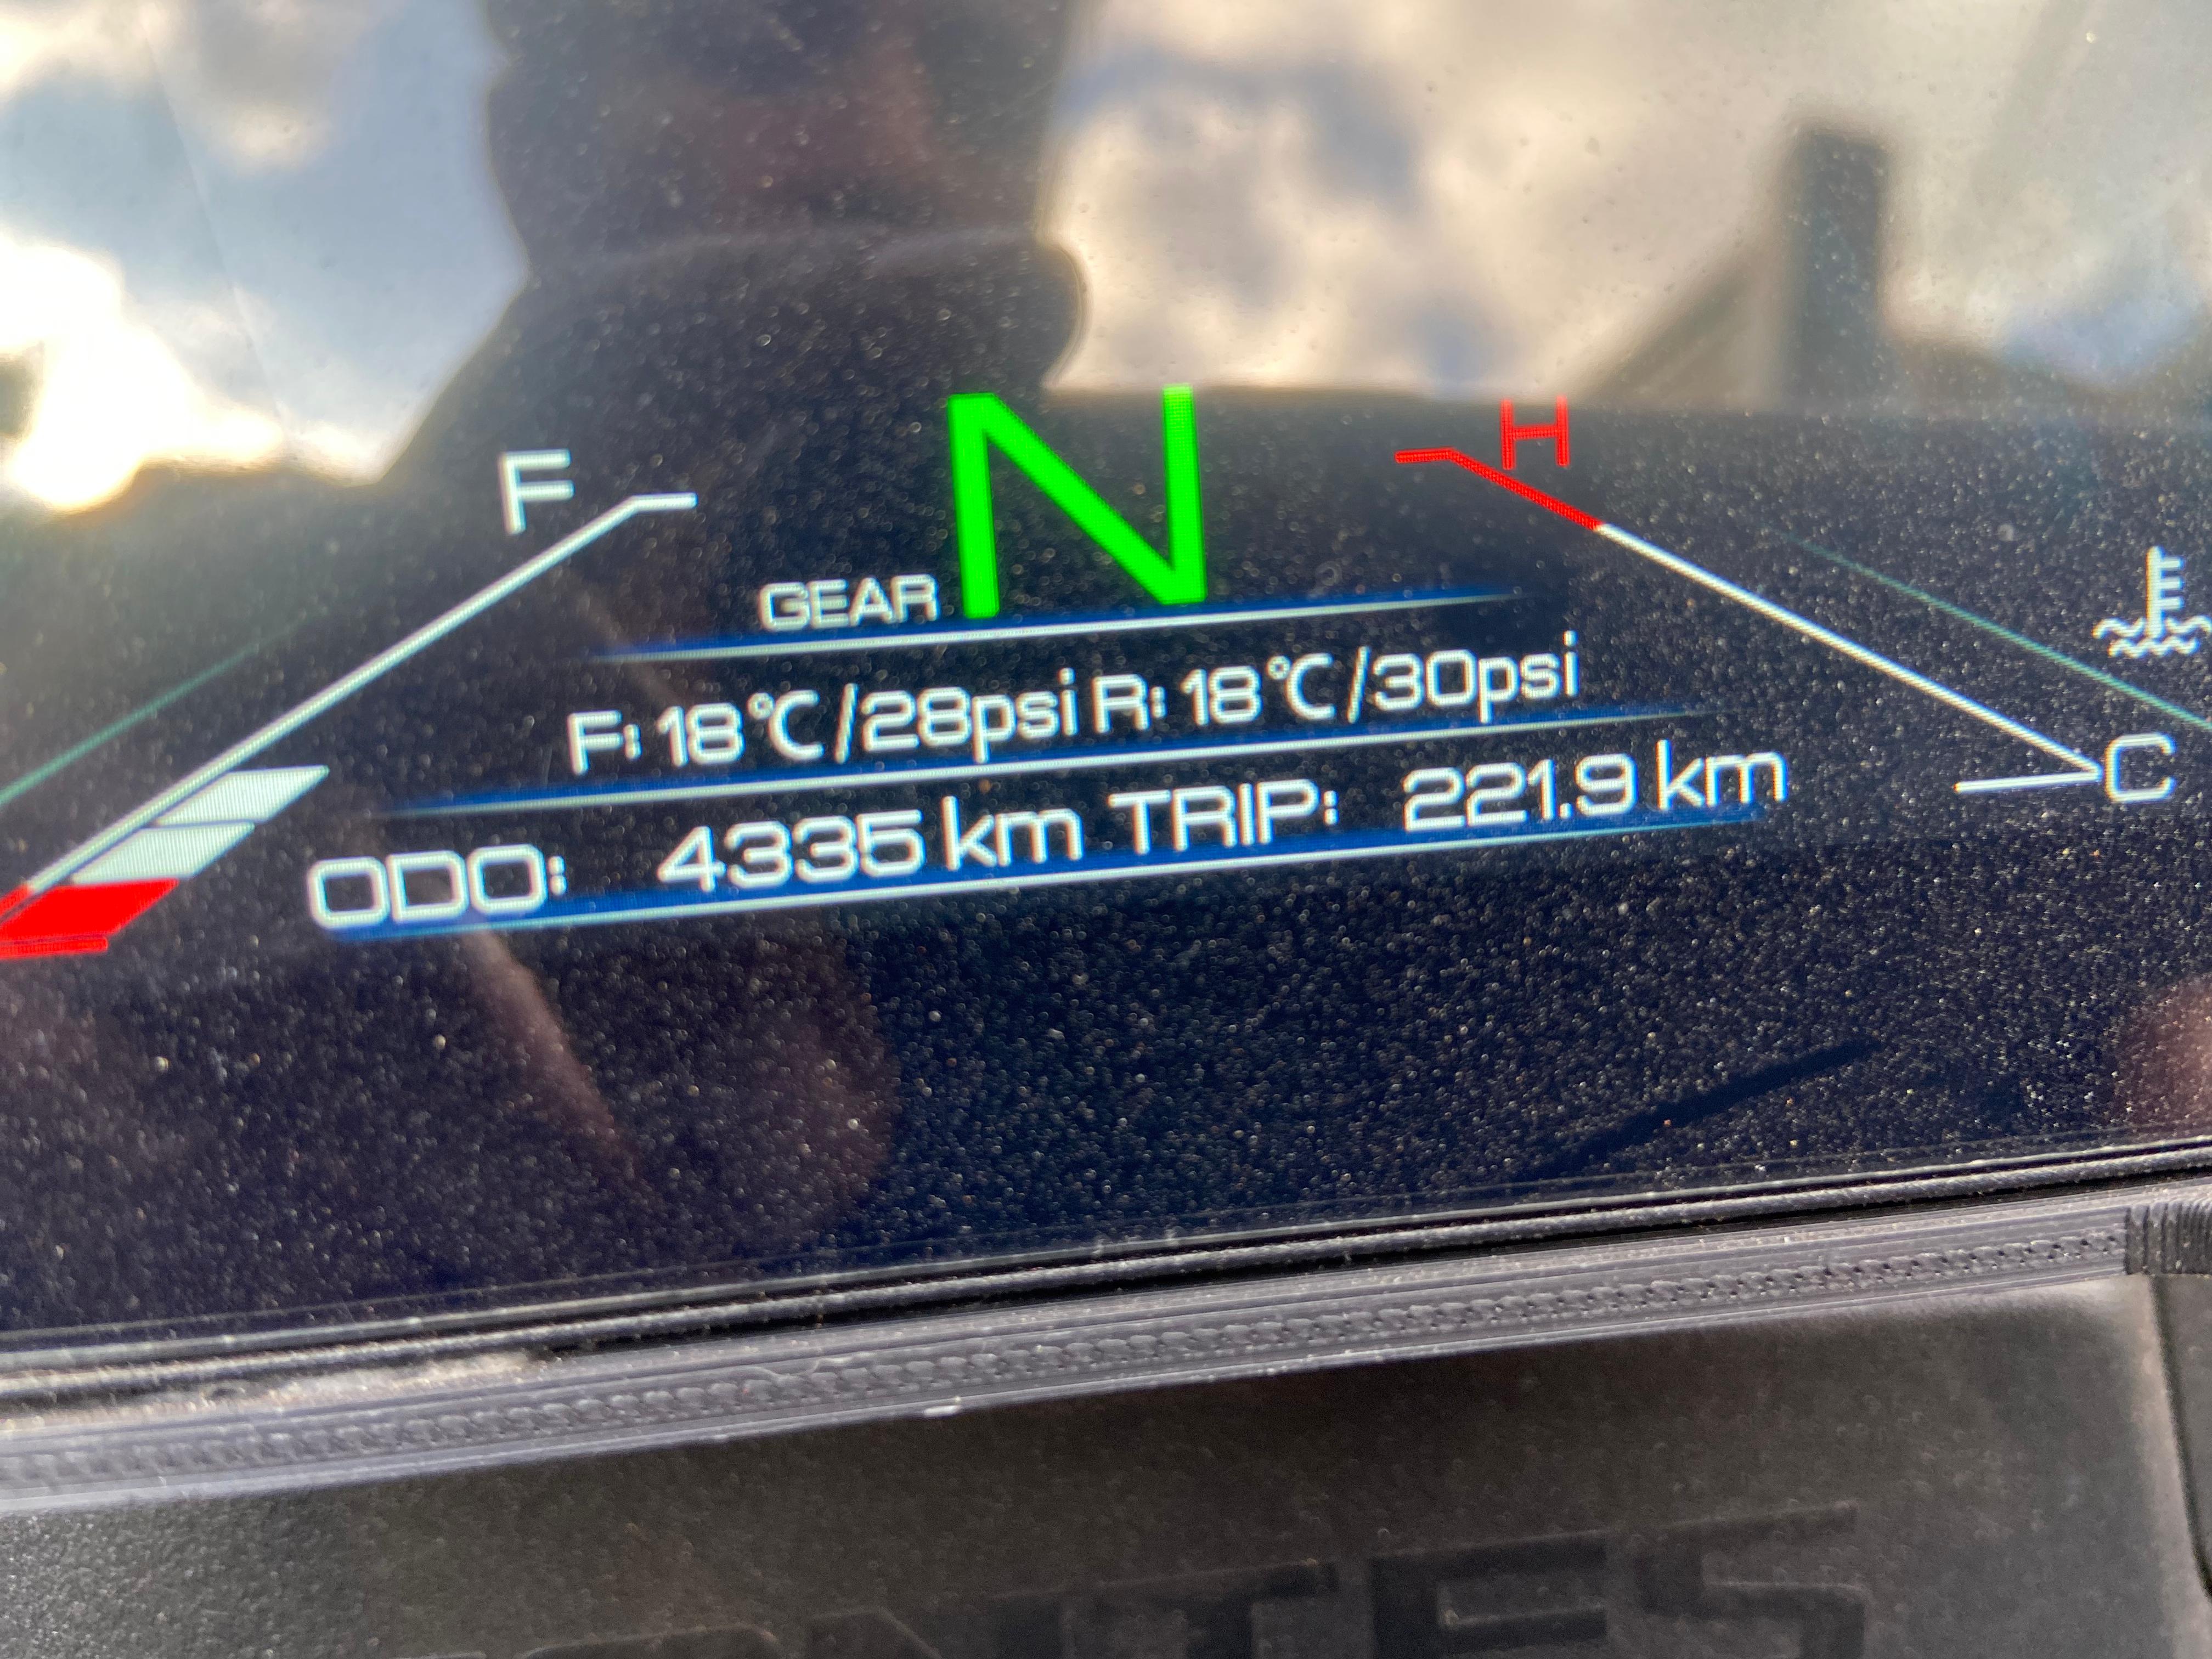 F
N
H
GEAR
F: 18℃/28psi R: 18℃/30psi
C
ODO: 4335 km TRIP: 221.9 km